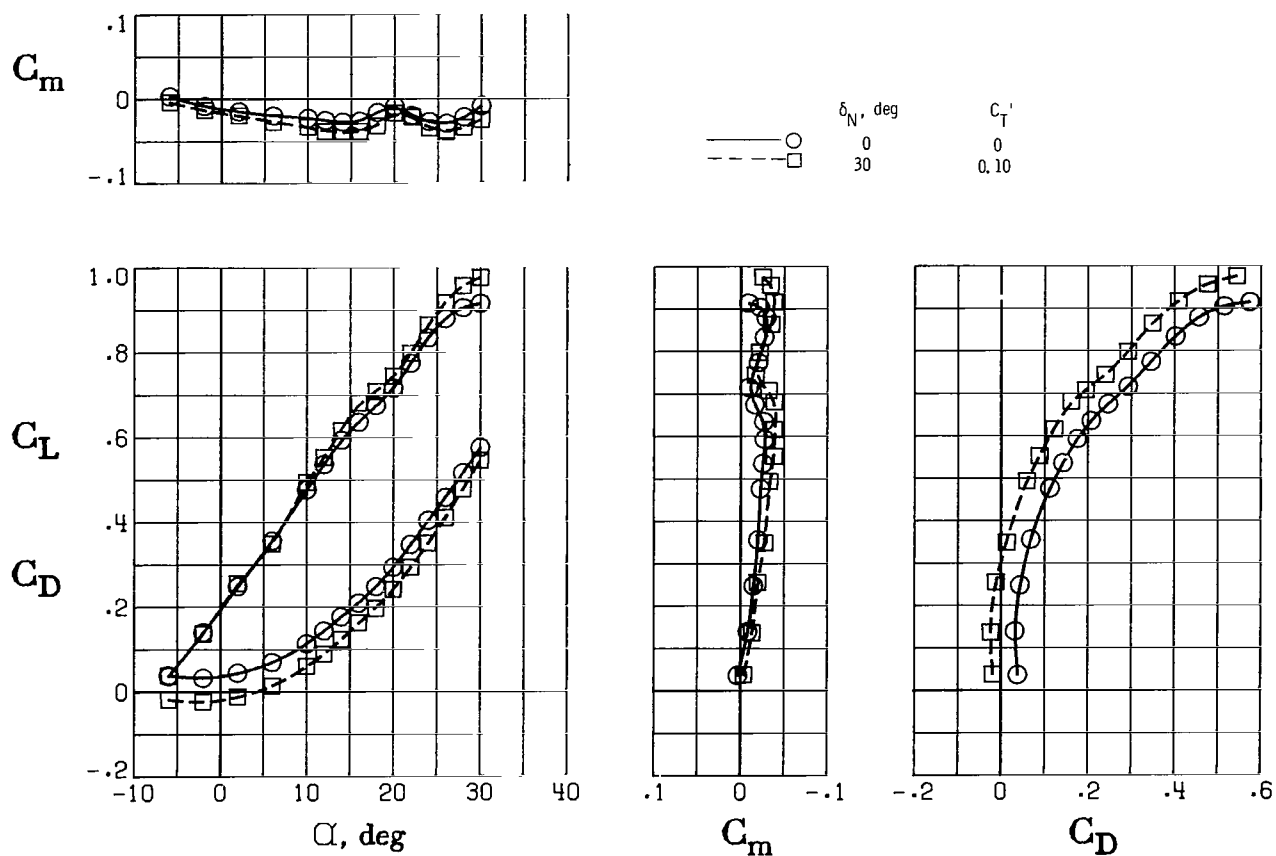 .1
C_m
0
-.1
δ_N, deg C_T'
0 0
30 0.10
1.0
.8
C_L
.6
.4
C_D
.2
0
-.2
-10 0 10 20 30 40
α, deg
.1 0 -.1
C_m
-.2 0 .2 .4 .6
C_D